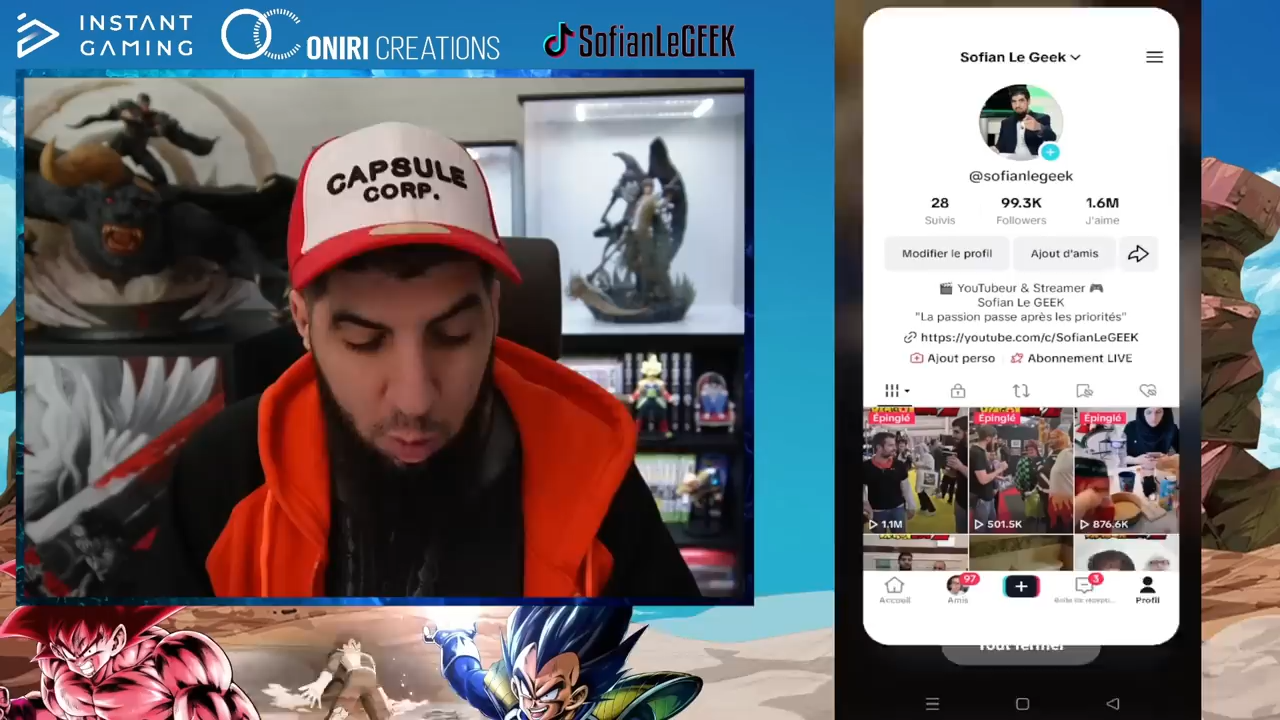 INSTANT
GAMING
ONIRI CREATIONS
SofianLeGEEK
CAPSULE
CORP.
Sofian Le Geek
@sofianlegeek
28
Suivis
99.3K
Followers
1.6M
J'aime
Modifier le profil
Ajout d'amis
🎬 YouTubeur & Streamer 🎮
Sofian Le GEEK
"La passion passe après les priorités"
https://youtube.com/c/SofianLeGEEK
Ajout perso
Abonnement LIVE
Épinglé
Épinglé
Épinglé
1.1M
501.5K
876.6K
97
3
Accueil
Amis
Boîte de récepti...
Profil
Tout fermer